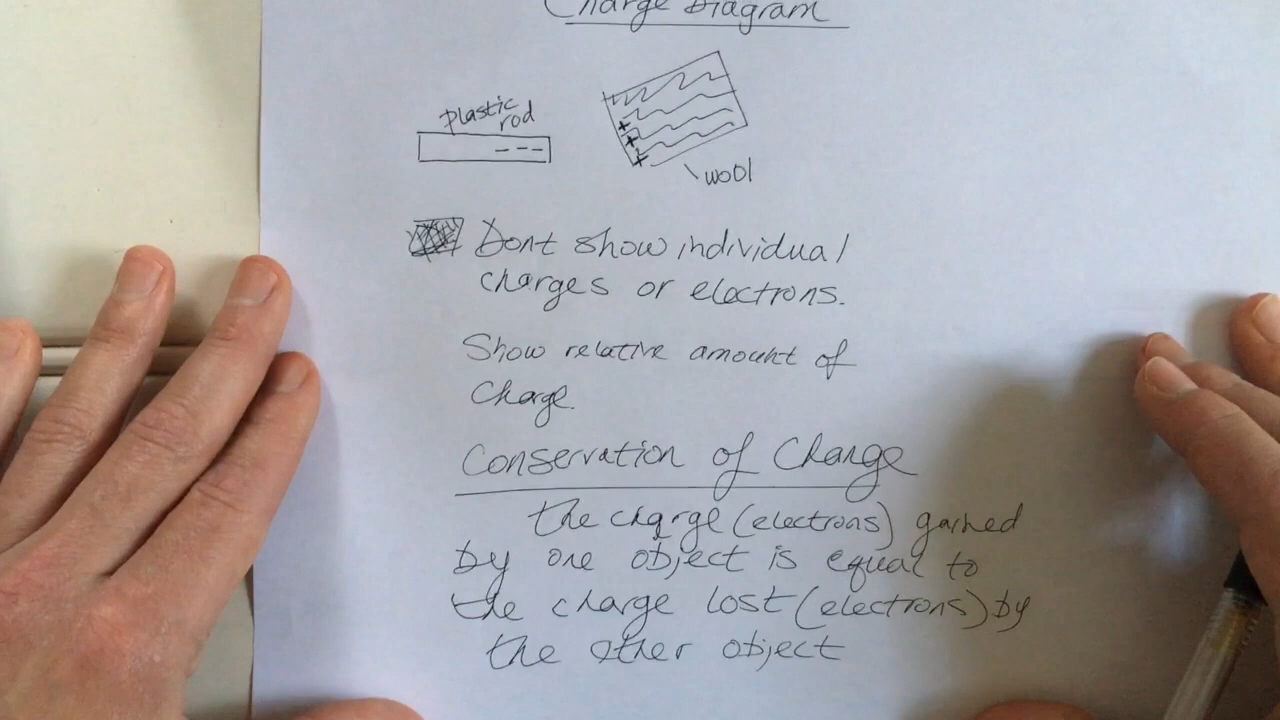 Charge Diagram
plastic
rod
- - -
+
+
+
wool
Dont show individual
charges or electrons.
Show relative amount of
Charge.
Conservation of Charge
the charge (electrons) gained
by one object is equal to
the charge lost (electrons) by
the other object